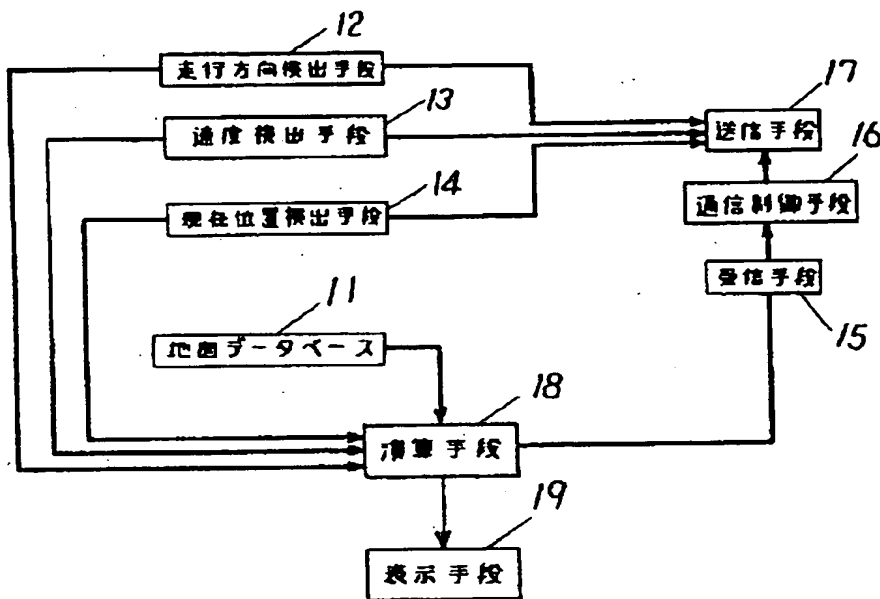 12
走行方向検出手段
13
速度検出手段
14
現在位置検出手段
17
送信手段
16
通信制御手段
受信手段
15
11
地図データベース
18
演算手段
19
表示手段